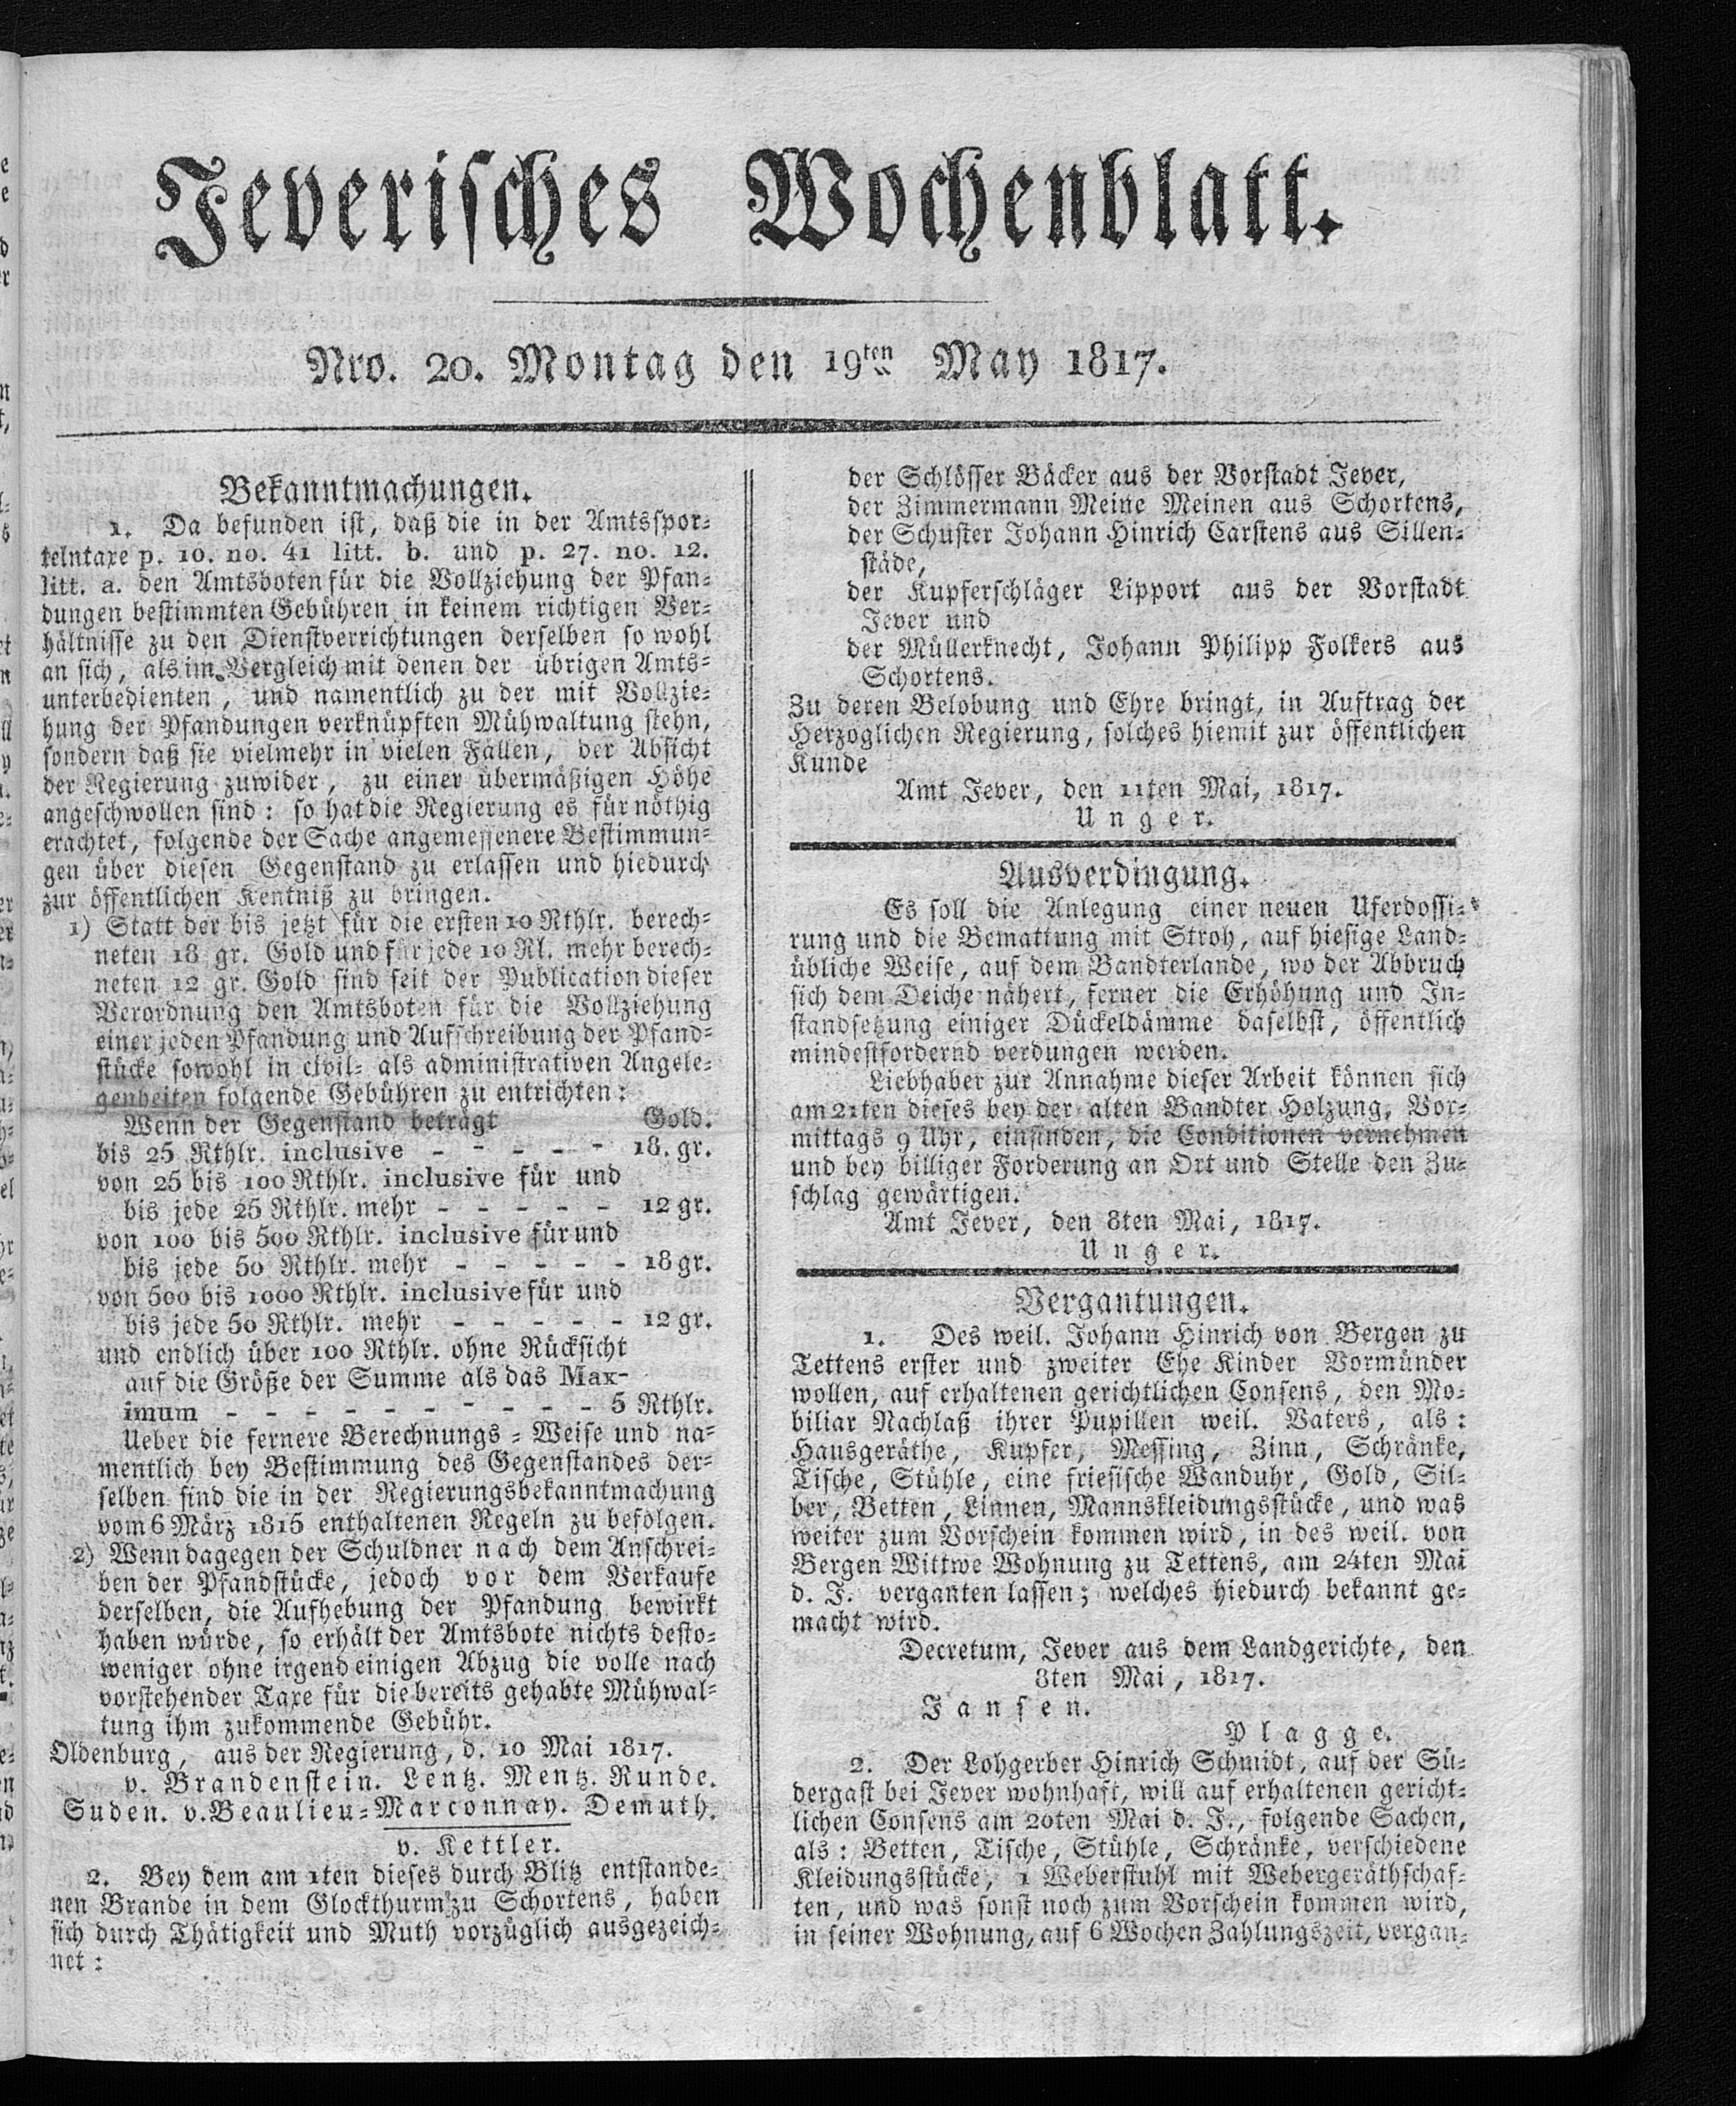 Jeverisches Wochenblatt.
Nro. 20. Montag den 19ten May 1817.
Bekanntmachungen.
1. Da befunden ist, daß die in der Amtsspor-
telntaxe p. 10. no. 41 litt. b. und p. 27. no. 12.
litt. a. den Amtsboten für die Vollziehung der Pfan-
dungen bestimmten Gebühren in keinem richtigen Ver-
hältnisse zu den Dienstverrichtungen derselben so wohl
an sich, als im Vergleich mit denen der übrigen Amts-
unterbedienten, und namentlich zu der mit Vollzie-
hung der Pfandungen verknüpften Mühwaltung stehn,
sondern daß sie vielmehr in vielen Fällen, der Absicht
der Regierung zuwider, zu einer übermäßigen Höhe
angeschwollen sind: so hat die Regierung es für nöthig
erachtet, folgende der Sache angemessenere Bestimmun-
gen über diesen Gegenstand zu erlassen und hiedurch
zur öffentlichen Kentniß zu bringen.
1) Statt der bis jetzt für die ersten 10 Rthlr. berech-
neten 18 gr. Gold und für jede 10 Rl. mehr berech-
neten 12 gr. Gold sind seit der Publication dieser
Verordnung den Amtsboten für die Vollziehung
einer jeden Pfandung und Aufschreibung der Pfand-
stücke sowohl in civil- als administrativen Angele-
genheiten folgende Gebühren zu entrichten:
Wenn der Gegenstand beträgt Gold.
bis 25 Rthlr. inclusive - - - - - 18. gr.
von 25 bis 100 Rthlr. inclusive für und
bis jede 25 Rthlr. mehr - - - - - 12 gr.
von 100 bis 500 Rthlr. inclusive für und
bis jede 50 Rthlr. mehr - - - - - 18 gr.
von 500 bis 1000 Rthlr. inclusive für und
bis jede 50 Rthlr. mehr - - - - - 12 gr.
und endlich über 100 Rthlr. ohne Rücksicht
auf die Größe der Summe als das Max-
imum - - - - - - - - - - 5 Rthlr.
Ueber die fernere Berechnungs-Weise und na-
mentlich bey Bestimmung des Gegenstandes der-
selben sind die in der Regierungsbekanntmachung
vom 6 März 1815 enthaltenen Regeln zu befolgen.
2) Wenn dagegen der Schuldner nach dem Anschrei-
ben der Pfandstücke, jedoch vor dem Verkaufe
derselben, die Aufhebung der Pfandung bewirkt
haben würde, so erhält der Amtsbote nichts desto-
weniger ohne irgend einigen Abzug die volle nach
vorstehender Taxe für die bereits gehabte Mühwal-
tung ihm zukommende Gebühr.
Oldenburg, aus der Regierung, d. 10 Mai 1817.
v. Brandenstein. Lentz. Mentz. Runde.
Suden. v. Beaulieu-Marconnay. Demuth.
v. Kettler.
2. Bey dem am 1ten dieses durch Blitz entstande-
nen Brande in dem Glockthurm zu Schortens, haben
sich durch Thätigkeit und Muth vorzüglich ausgezeich-
net:
der Schlösser Bäcker aus der Vorstadt Jever,
der Zimmermann Meine Meinen aus Schortens,
der Schuster Johann Hinrich Carstens aus Sillen-
städe,
der Kupferschläger Lipport aus der Vorstadt
Jever und
der Müllerknecht, Johann Philipp Folkers aus
Schortens.
Zu deren Belobung und Ehre bringt, in Auftrag der
Herzoglichen Regierung, solches hiemit zur öffentlichen
Kunde
Amt Jever, den 11ten Mai, 1817.
Unger.
Ausverdingung.
Es soll die Anlegung einer neuen Uferdossi-
rung und die Bemattung mit Stroh, auf hiesige Land-
übliche Weise, auf dem Bandterlande, wo der Abbruch
sich dem Deiche nähert, ferner die Erhöhung und In-
standsetzung einiger Dückeldämme daselbst, öffentlich
mindestfordernd verdungen werden.
Liebhaber zur Annahme dieser Arbeit können sich
am 21ten dieses bey der alten Bandter Holzung, Vor-
mittags 9 Uhr, einfinden, die Conditionen vernehmen
und bey billiger Forderung an Ort und Stelle den Zu-
schlag gewärtigen.
Amt Jever, den 8ten Mai, 1817.
Unger.
Vergantungen.
1. Des weil. Johann Hinrich von Bergen zu
Tettens erster und zweiter Ehe Kinder Vormünder
wollen, auf erhaltenen gerichtlichen Consens, den Mo-
biliar Nachlaß ihrer Pupillen weil. Vaters, als:
Hausgeräthe, Kupfer, Messing, Zinn, Schränke,
Tische, Stühle, eine friesische Wanduhr, Gold, Sil-
ber, Betten, Linnen, Mannskleidungsstücke, und was
weiter zum Vorschein kommen wird, in des weil. von
Bergen Wittwe Wohnung zu Tettens, am 24ten Mai
d. J. verganten lassen; welches hiedurch bekannt ge-
macht wird.
Decretum, Jever aus dem Landgerichte, den
8ten Mai, 1817.
Jansen.
Plagge.
2. Der Lohgerber Hinrich Schmidt, auf der Sü-
dergast bei Jever wohnhaft, will auf erhaltenen gericht-
lichen Consens am 20ten Mai d. J., folgende Sachen,
als: Betten, Tische, Stühle, Schränke, verschiedene
Kleidungsstücke, 1 Weberstuhl mit Webergeräthschaf-
ten, und was sonst noch zum Vorschein kommen wird,
in seiner Wohnung, auf 6 Wochen Zahlungszeit, vergan-